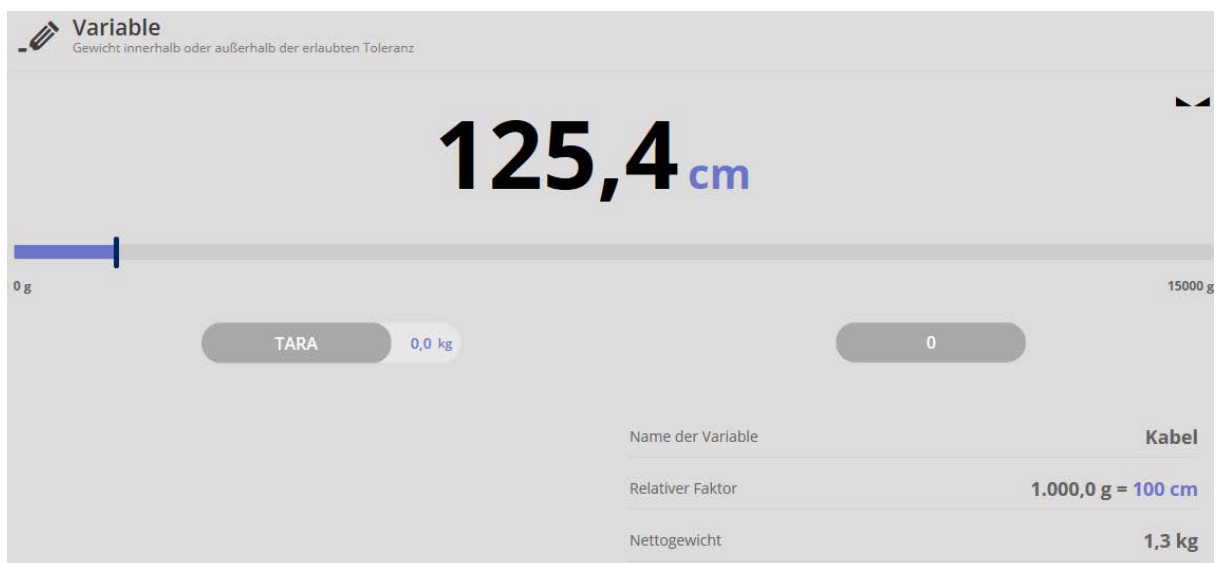 Variable
Gewicht innerhalb oder außerhalb der erlaubten Toleranz
125,4 cm
0 g
15000 g
TARA 0,0 kg
0
Name der Variable Kabel
Relativer Faktor 1.000,0 g = 100 cm
Nettogewicht 1,3 kg